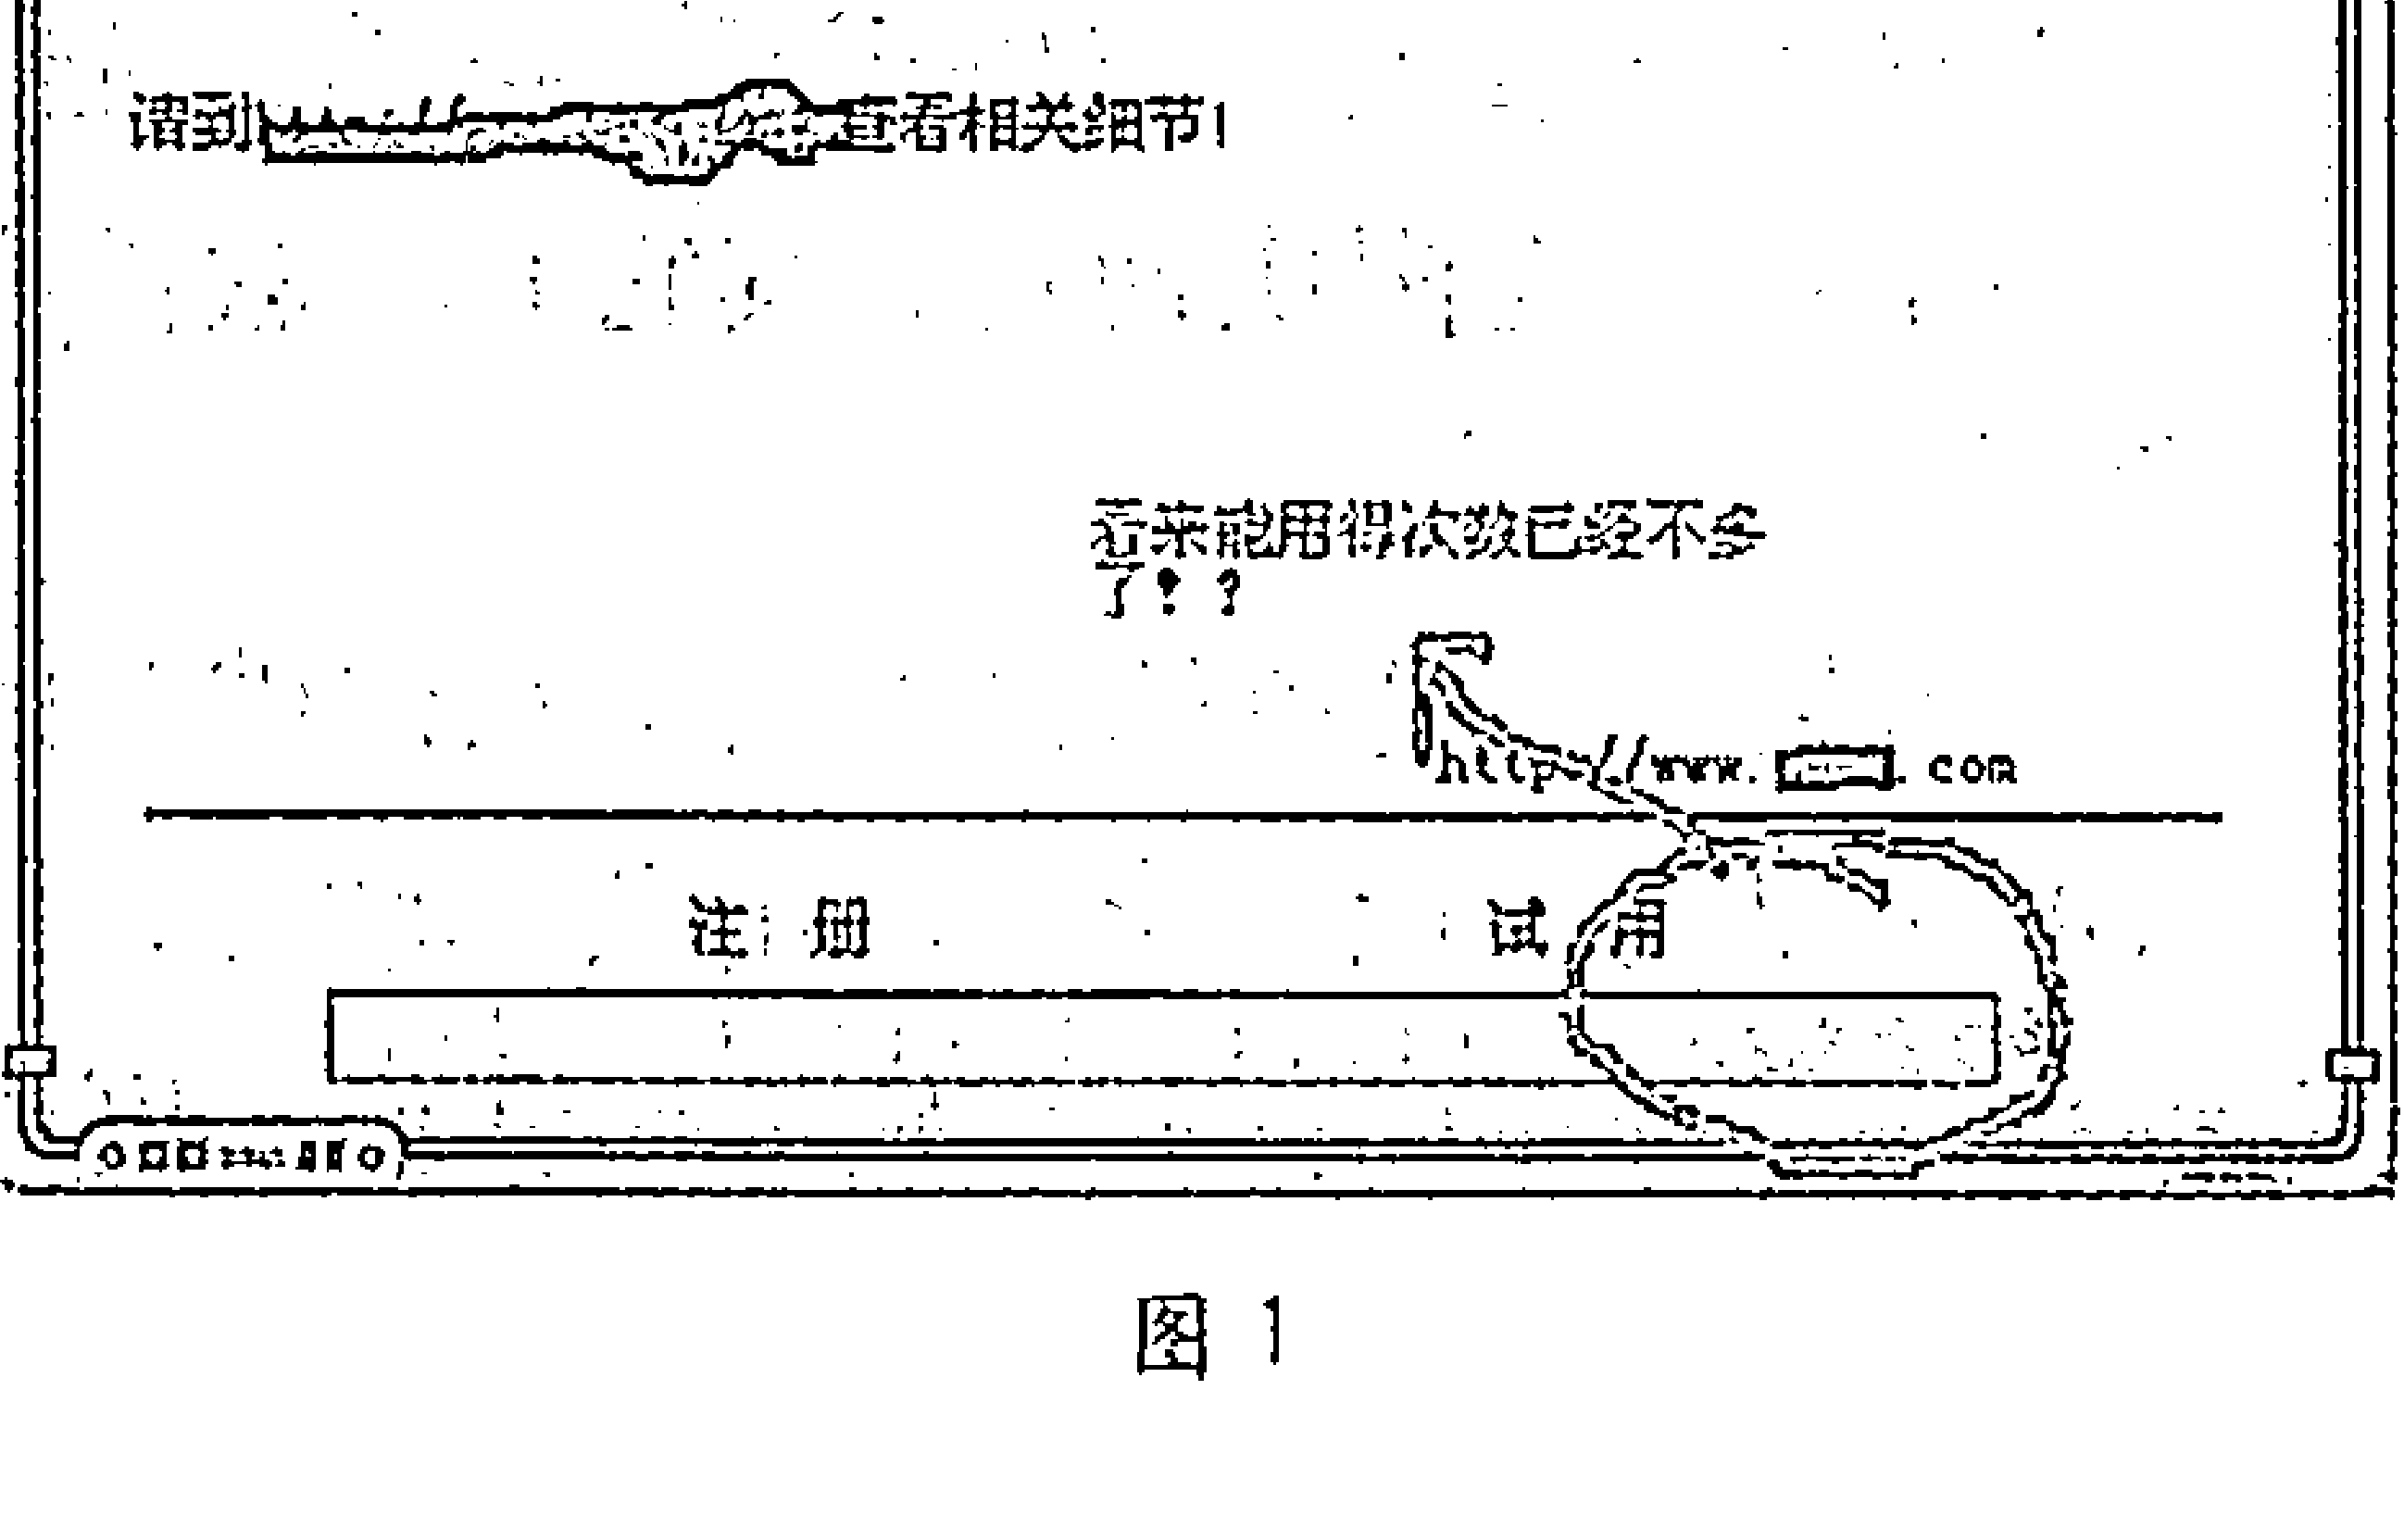 请到 查看相关细节!
看来能用得次数已经不多
了!?
http://www. .com
注册 试用
图 1